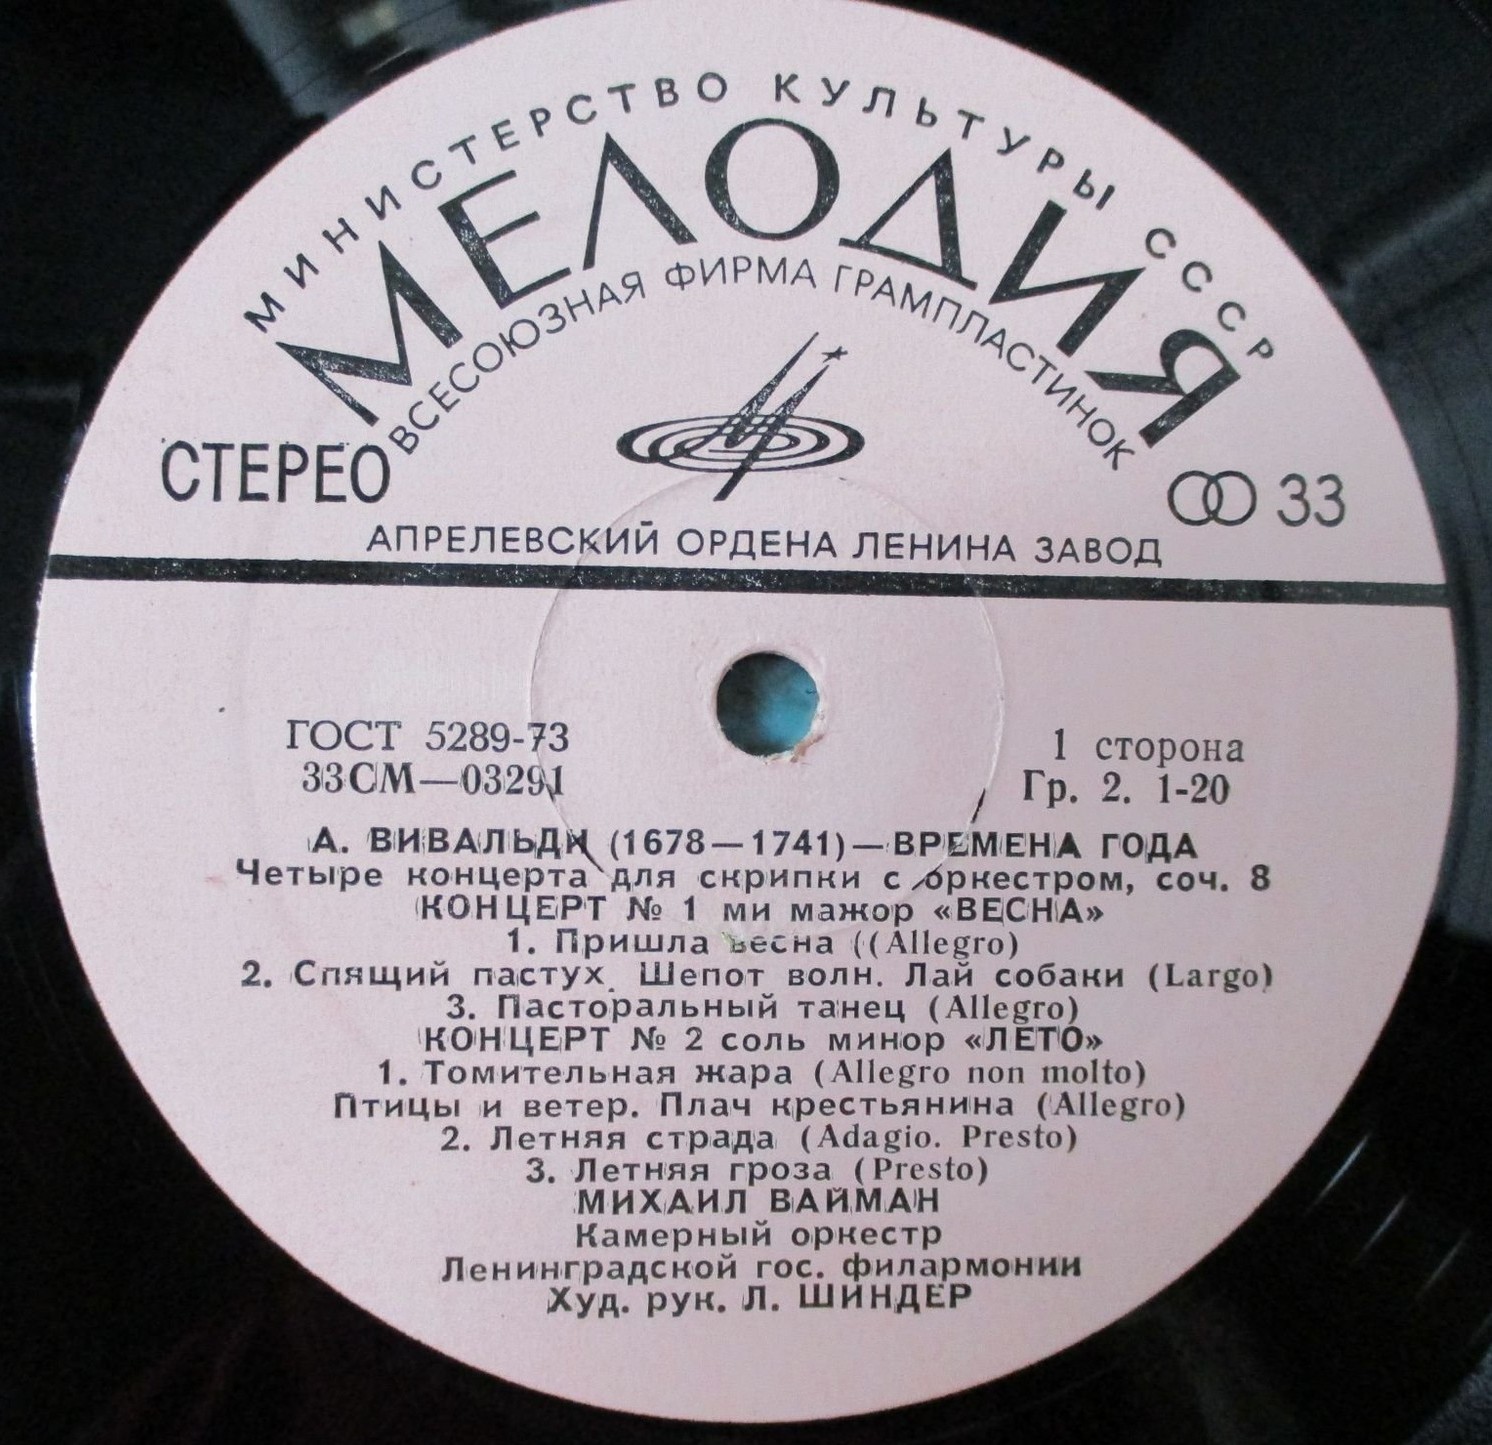 МИНИСТЕРСТВО КУЛЬТУРЫ СССР
МЕЛОДИЯ
ВСЕСОЮЗНАЯ ФИРМА ГРАМПЛАСТИНОК
СТЕРЕО
33
АПРЕЛЕВСКИЙ ОРДЕНА ЛЕНИНА ЗАВОД
ГОСТ 5289-73
1 сторона
33СМ—03291
Гр. 2. 1-20
А. ВИВАЛЬДИ (1678—1741)—ВРЕМЕНА ГОДА
Четыре концерта для скрипки с оркестром, соч. 8
КОНЦЕРТ № 1 ми мажор «ВЕСНА»
1. Пришла весна ((Allegro)
2. Спящий пастух. Шепот волн. Лай собаки (Largo)
3. Пасторальный танец (Allegro)
КОНЦЕРТ № 2 соль минор «ЛЕТО»
1. Томительная жара (Allegro non molto)
Птицы и ветер. Плач крестьянина (Allegro)
2. Летняя страда (Adagio. Presto)
3. Летняя гроза (Presto)
МИХАИЛ ВАЙМАН
Камерный оркестр
Ленинградской гос. филармонии
Худ. рук. Л. ШИНДЕР